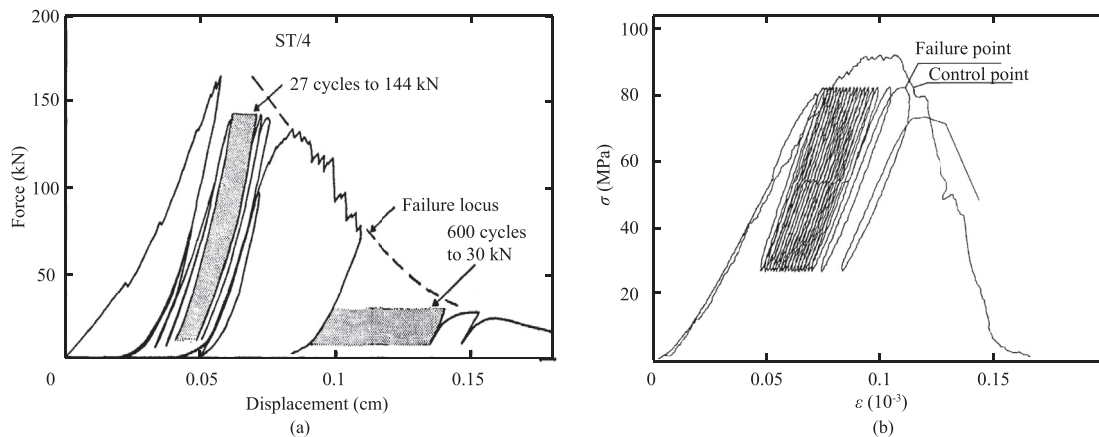 200
150
100
50
0
0.05
0.1
0.15
Force (kN)
Displacement (cm)
ST/4
27 cycles to 144 kN
Failure locus
600 cycles
to 30 kN
(a)
100
80
60
40
20
0
0.05
0.1
0.15
σ (MPa)
ε (10⁻³)
Failure point
Control point
(b)